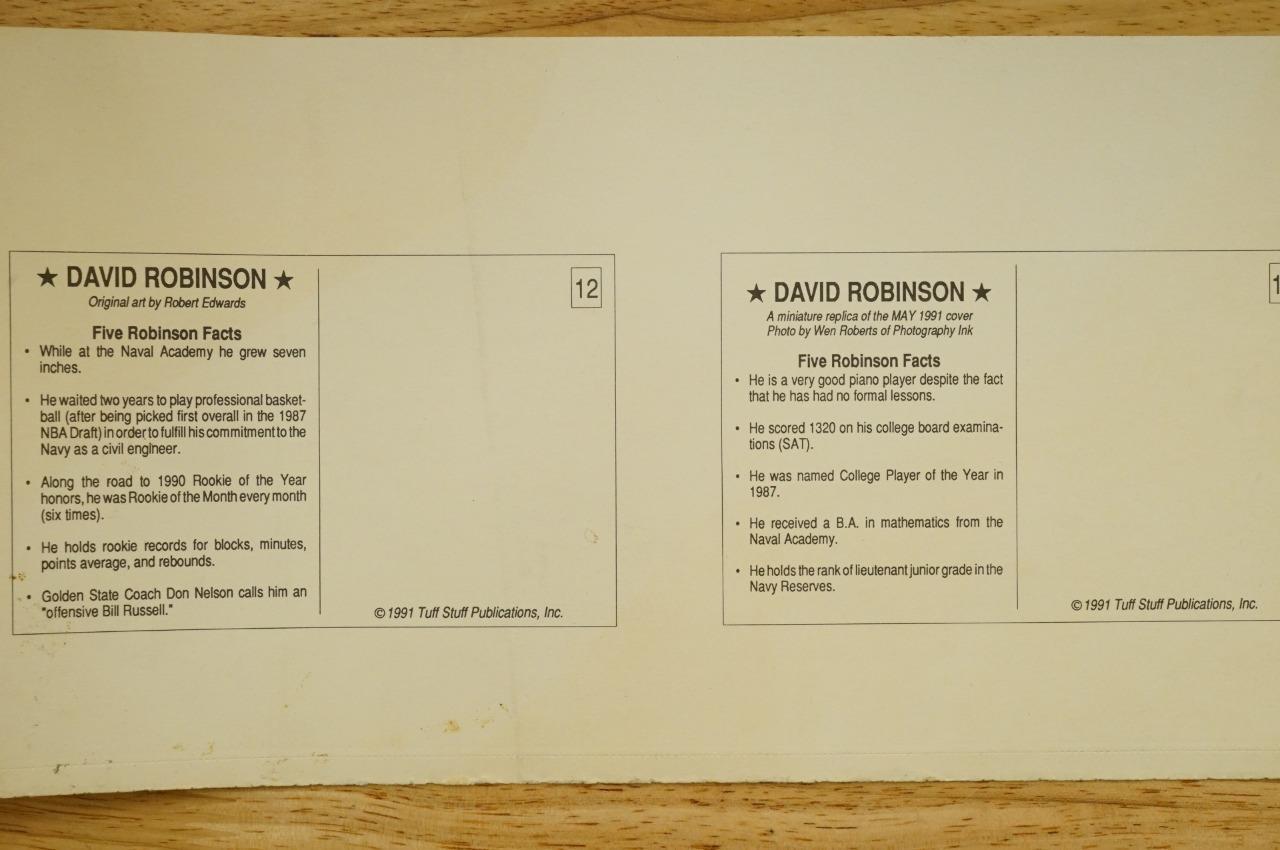 ★ DAVID ROBINSON ★
Original art by Robert Edwards
12
Five Robinson Facts
• While at the Naval Academy he grew seven
inches.
• He waited two years to play professional basket-
ball (after being picked first overall in the 1987
NBA Draft) in order to fulfill his commitment to the
Navy as a civil engineer.
• Along the road to 1990 Rookie of the Year
honors, he was Rookie of the Month every month
(six times).
• He holds rookie records for blocks, minutes,
points average, and rebounds.
• Golden State Coach Don Nelson calls him an
"offensive Bill Russell."
© 1991 Tuff Stuff Publications, Inc.
★ DAVID ROBINSON ★
A miniature replica of the MAY 1991 cover
Photo by Wen Roberts of Photography Ink
Five Robinson Facts
• He is a very good piano player despite the fact
that he has had no formal lessons.
• He scored 1320 on his college board examina-
tions (SAT).
• He was named College Player of the Year in
1987.
• He received a B.A. in mathematics from the
Naval Academy.
• He holds the rank of lieutenant junior grade in the
Navy Reserves.
© 1991 Tuff Stuff Publications, Inc.